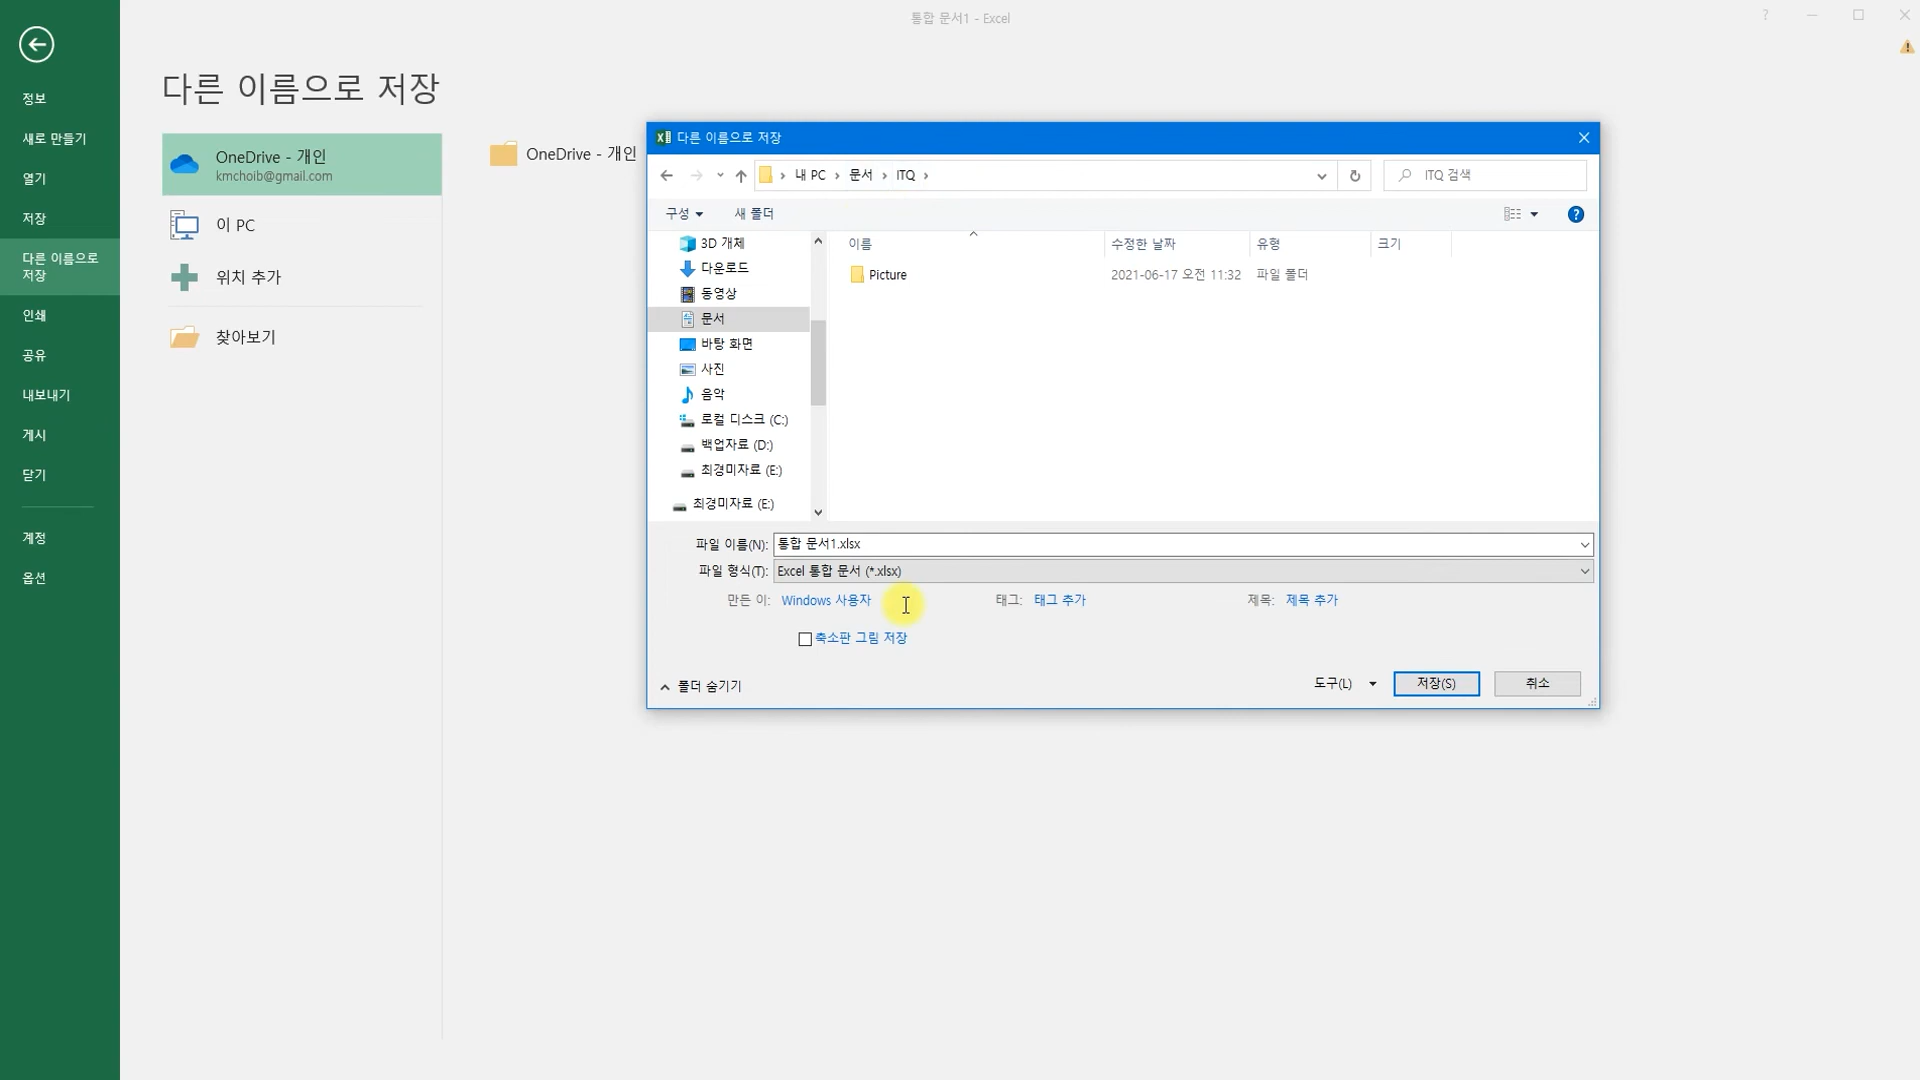 통합 문서1 - Excel
정보
새로 만들기
열기
저장
다른 이름으로
저장
인쇄
공유
내보내기
게시
닫기
계정
옵션
다른 이름으로 저장
OneDrive - 개인
kmchoib@gmail.com
이 PC
위치 추가
찾아보기
OneDrive - 개인
다른 이름으로 저장
내 PC › 문서 › ITQ ›
ITQ 검색
구성
새 폴더
3D 개체
다운로드
동영상
문서
바탕 화면
사진
음악
로컬 디스크 (C:)
백업자료 (D:)
최경미자료 (E:)
최경미자료 (E:)
이름 수정한 날짜 유형 크기
Picture 2021-06-17 오전 11:32 파일 폴더
파일 이름(N): 통합 문서1.xlsx
파일 형식(T): Excel 통합 문서 (*.xlsx)
만든 이: Windows 사용자 태그: 태그 추가 제목: 제목 추가
축소판 그림 저장
폴더 숨기기
도구(L) 저장(S) 취소